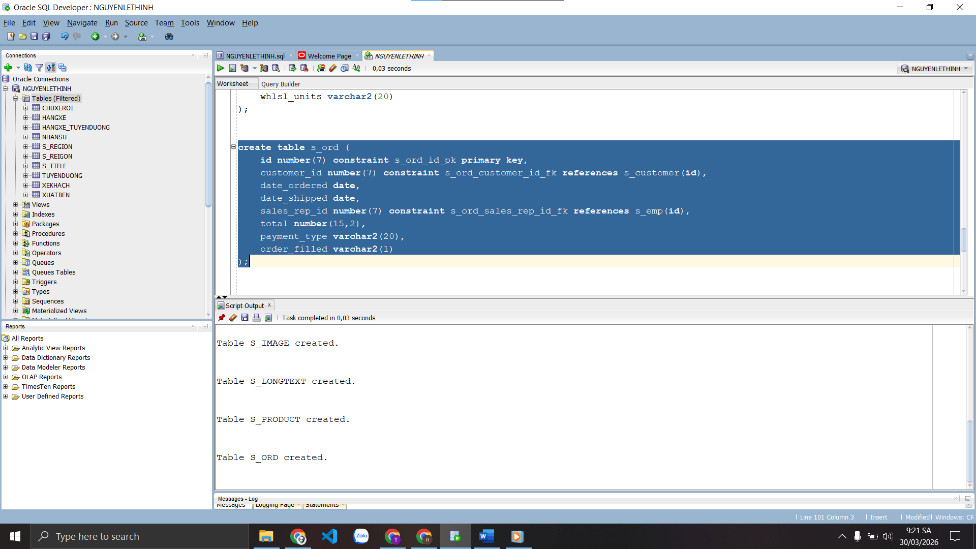 Oracle SQL Developer : NGUYENLETHINH
File Edit View Navigate Run Source Team Tools Window Help
Connections
Oracle Connections
NGUYENLETHINH
Tables (Filtered)
CHUXEROI
HANGXE
HANGXE_TUYENDUONG
NHANSU
S_REGION
S_REIGON
S_TITLE
TUYENDUONG
XEKHACH
XUATBEN
Views
Indexes
Packages
Procedures
Functions
Operators
Queues
Queues Tables
Triggers
Types
Sequences
Materialized Views
Reports
All Reports
Analytic View Reports
Data Dictionary Reports
Data Modeler Reports
OLAP Reports
TimesTen Reports
User Defined Reports
NGUYENLETHINH.sql Welcome Page NGUYENLETHINH
0,03 seconds NGUYENLETHINH
Worksheet Query Builder
whlsl_units varchar2(20)
);
create table s_ord (
id number(7) constraint s_ord_id_pk primary key,
customer_id number(7) constraint s_ord_customer_id_fk references s_customer(id),
date_ordered date,
date_shipped date,
sales_rep_id number(7) constraint s_ord_sales_rep_id_fk references s_emp(id),
total number(15,2),
payment_type varchar2(20),
order_filled varchar2(1)
);
Script Output
Task completed in 0,03 seconds
Table S_IMAGE created.
Table S_LONGTEXT created.
Table S_PRODUCT created.
Table S_ORD created.
Messages - Log
Messages Logging Page Statements
Line 101 Column 3 Insert Modified Windows: CF
Type here to search
Zalo
9:21 SA
30/03/2026